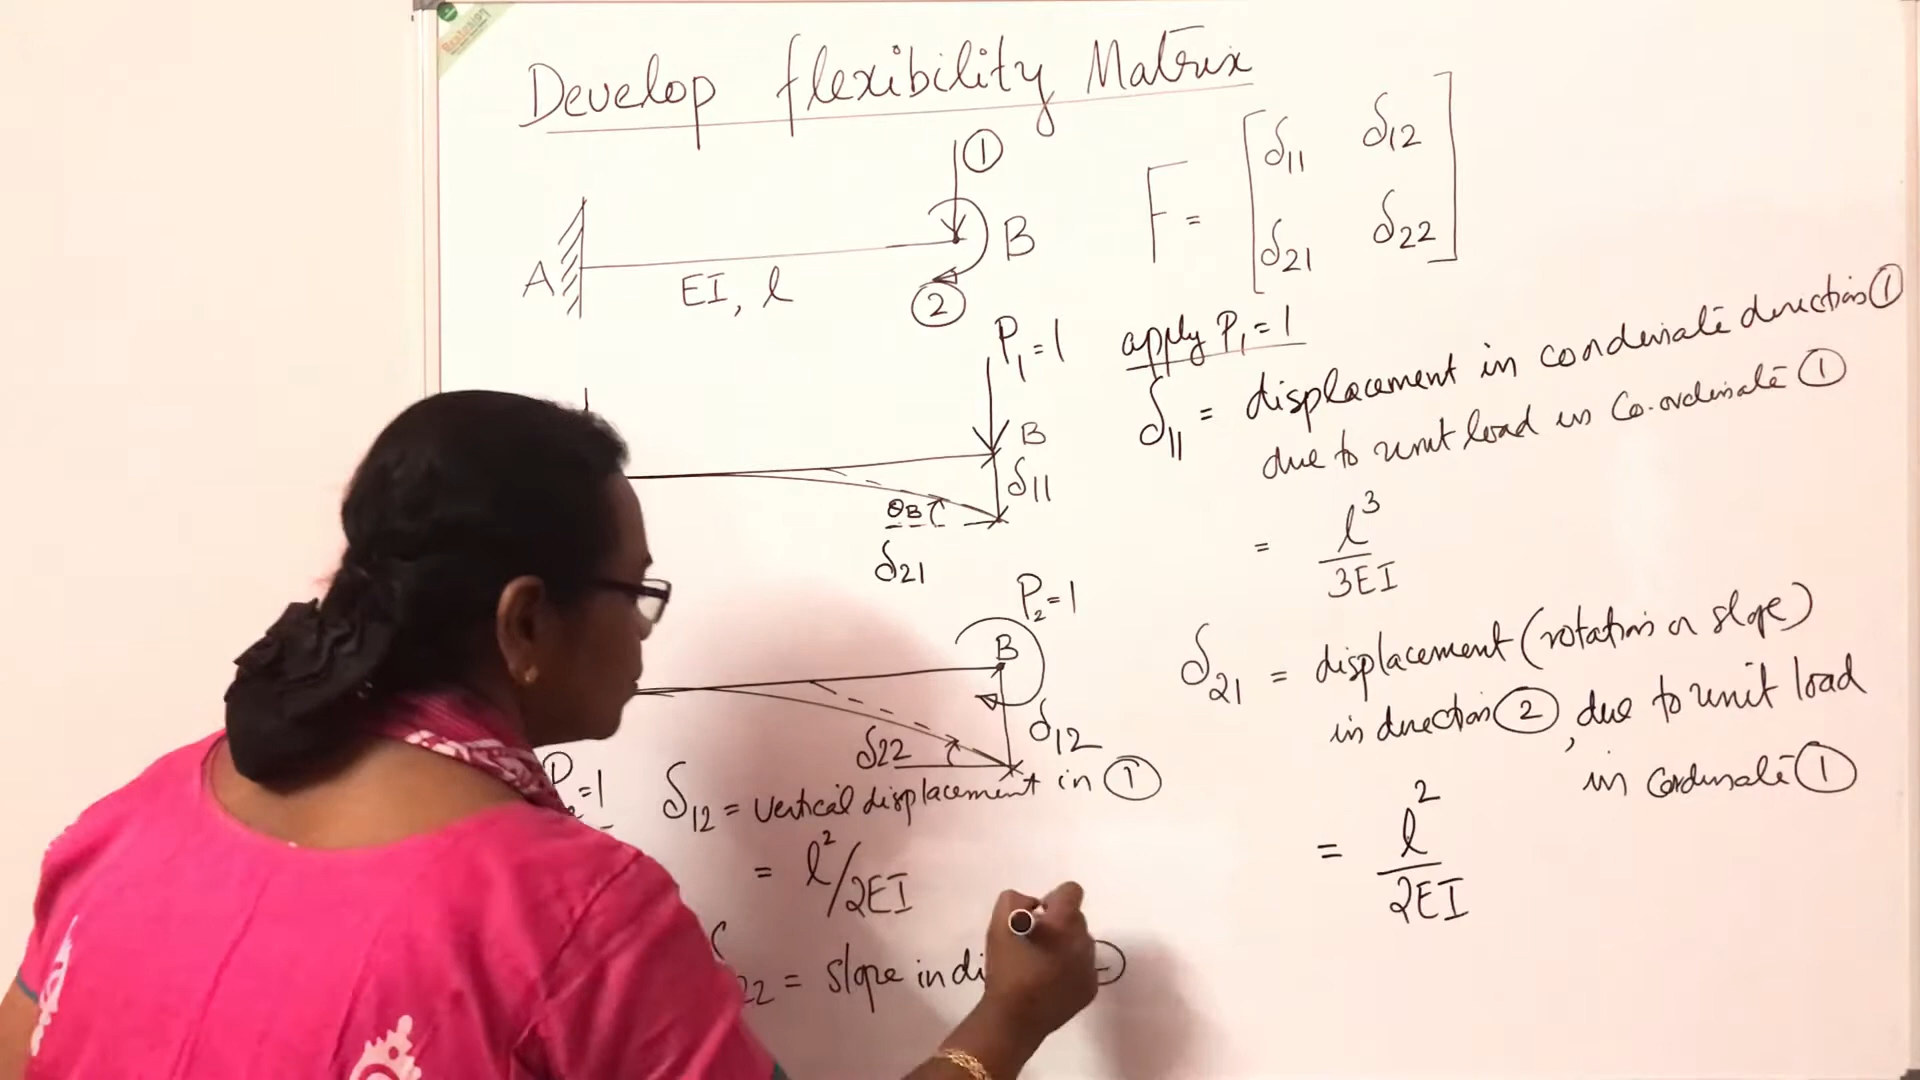 Develop flexibility Matrix
①
A
B
EI, l
②
F = [δ11 δ12
δ21 δ22]
P1=1
apply P1=1
B
δ11
θB
δ21
δ11 = displacement in coordinate direction ①
due to unit load in Co-ordinate ①
= l³/3EI
P2=1
B
δ12
δ22
δ21 = displacement (rotation or slope)
in direction ②, due to unit load
in coordinate ①
= l²/2EI
=1
δ12 = vertical displacement in ①
= l²/2EI
22 = slope in di